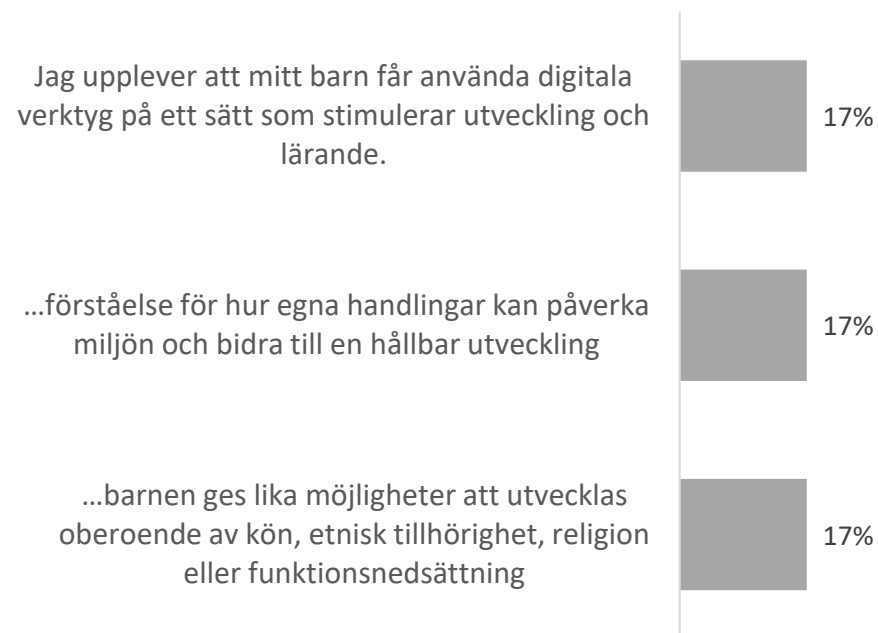 Jag upplever att mitt barn får använda digitala
verktyg på ett sätt som stimulerar utveckling och
lärande.
17%
...förståelse för hur egna handlingar kan påverka
miljön och bidra till en hållbar utveckling
17%
...barnen ges lika möjligheter att utvecklas
oberoende av kön, etnisk tillhörighet, religion
eller funktionsnedsättning
17%